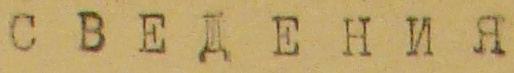 С В Е Д Е Н И Я